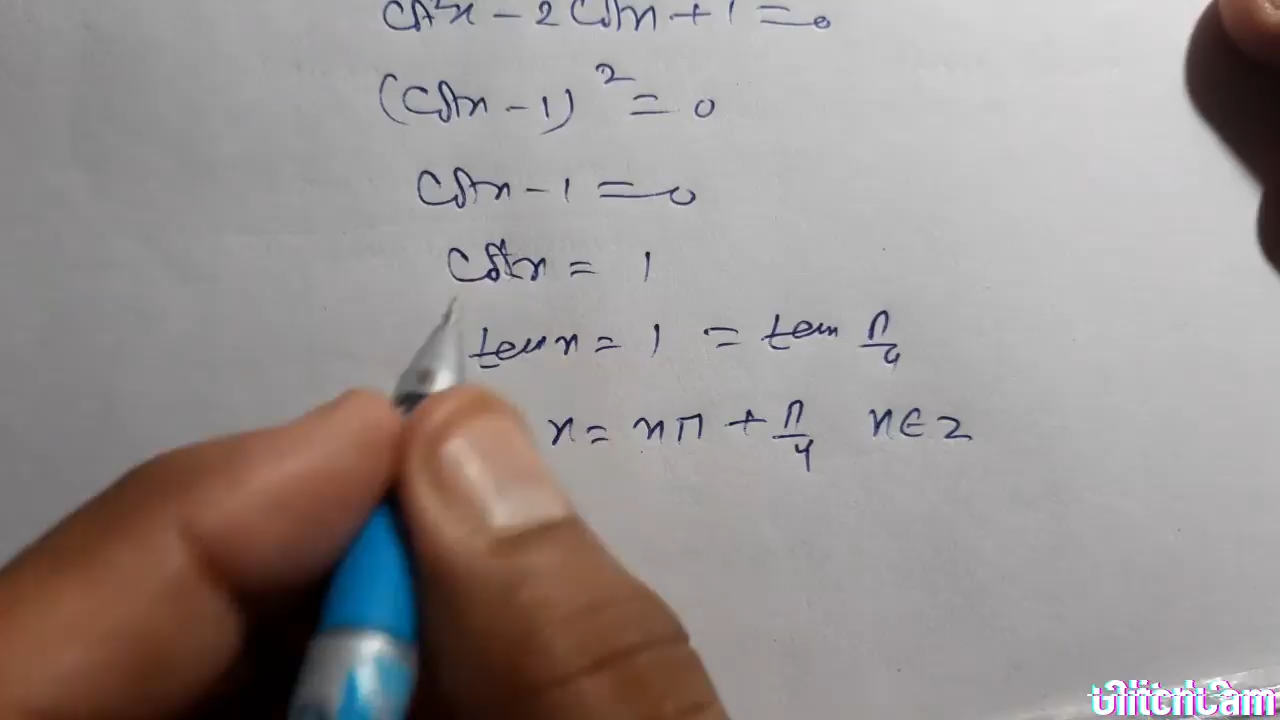 cot²x - 2cotx + 1 = 0
(cotx - 1)² = 0
cotx - 1 = 0
cotx = 1
tanx = 1 = tan π/4
x = nπ + π/4 n∈Z
GlitchCam